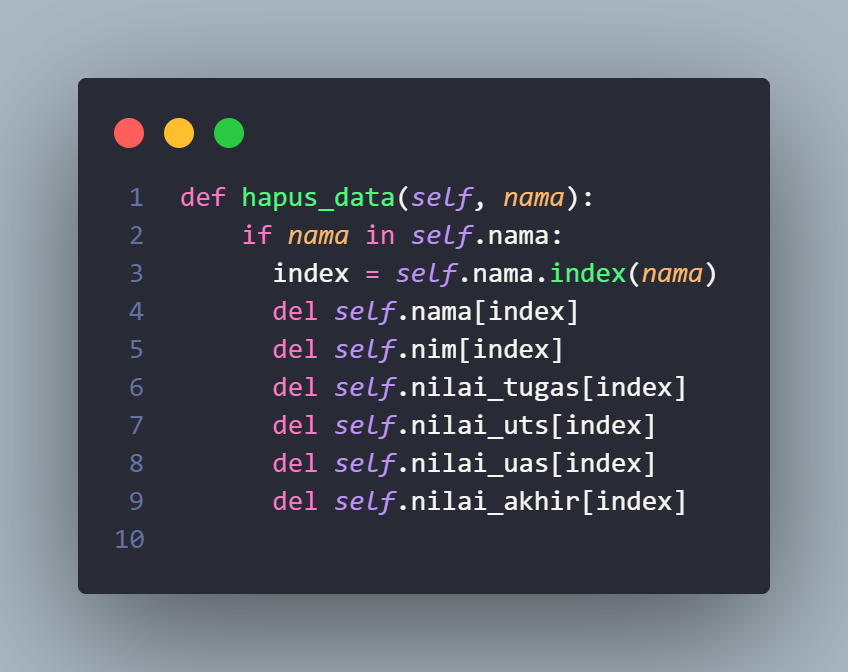 1 def hapus_data(self, nama):
2     if nama in self.nama:
3       index = self.nama.index(nama)
4       del self.nama[index]
5       del self.nim[index]
6       del self.nilai_tugas[index]
7       del self.nilai_uts[index]
8       del self.nilai_uas[index]
9       del self.nilai_akhir[index]
10